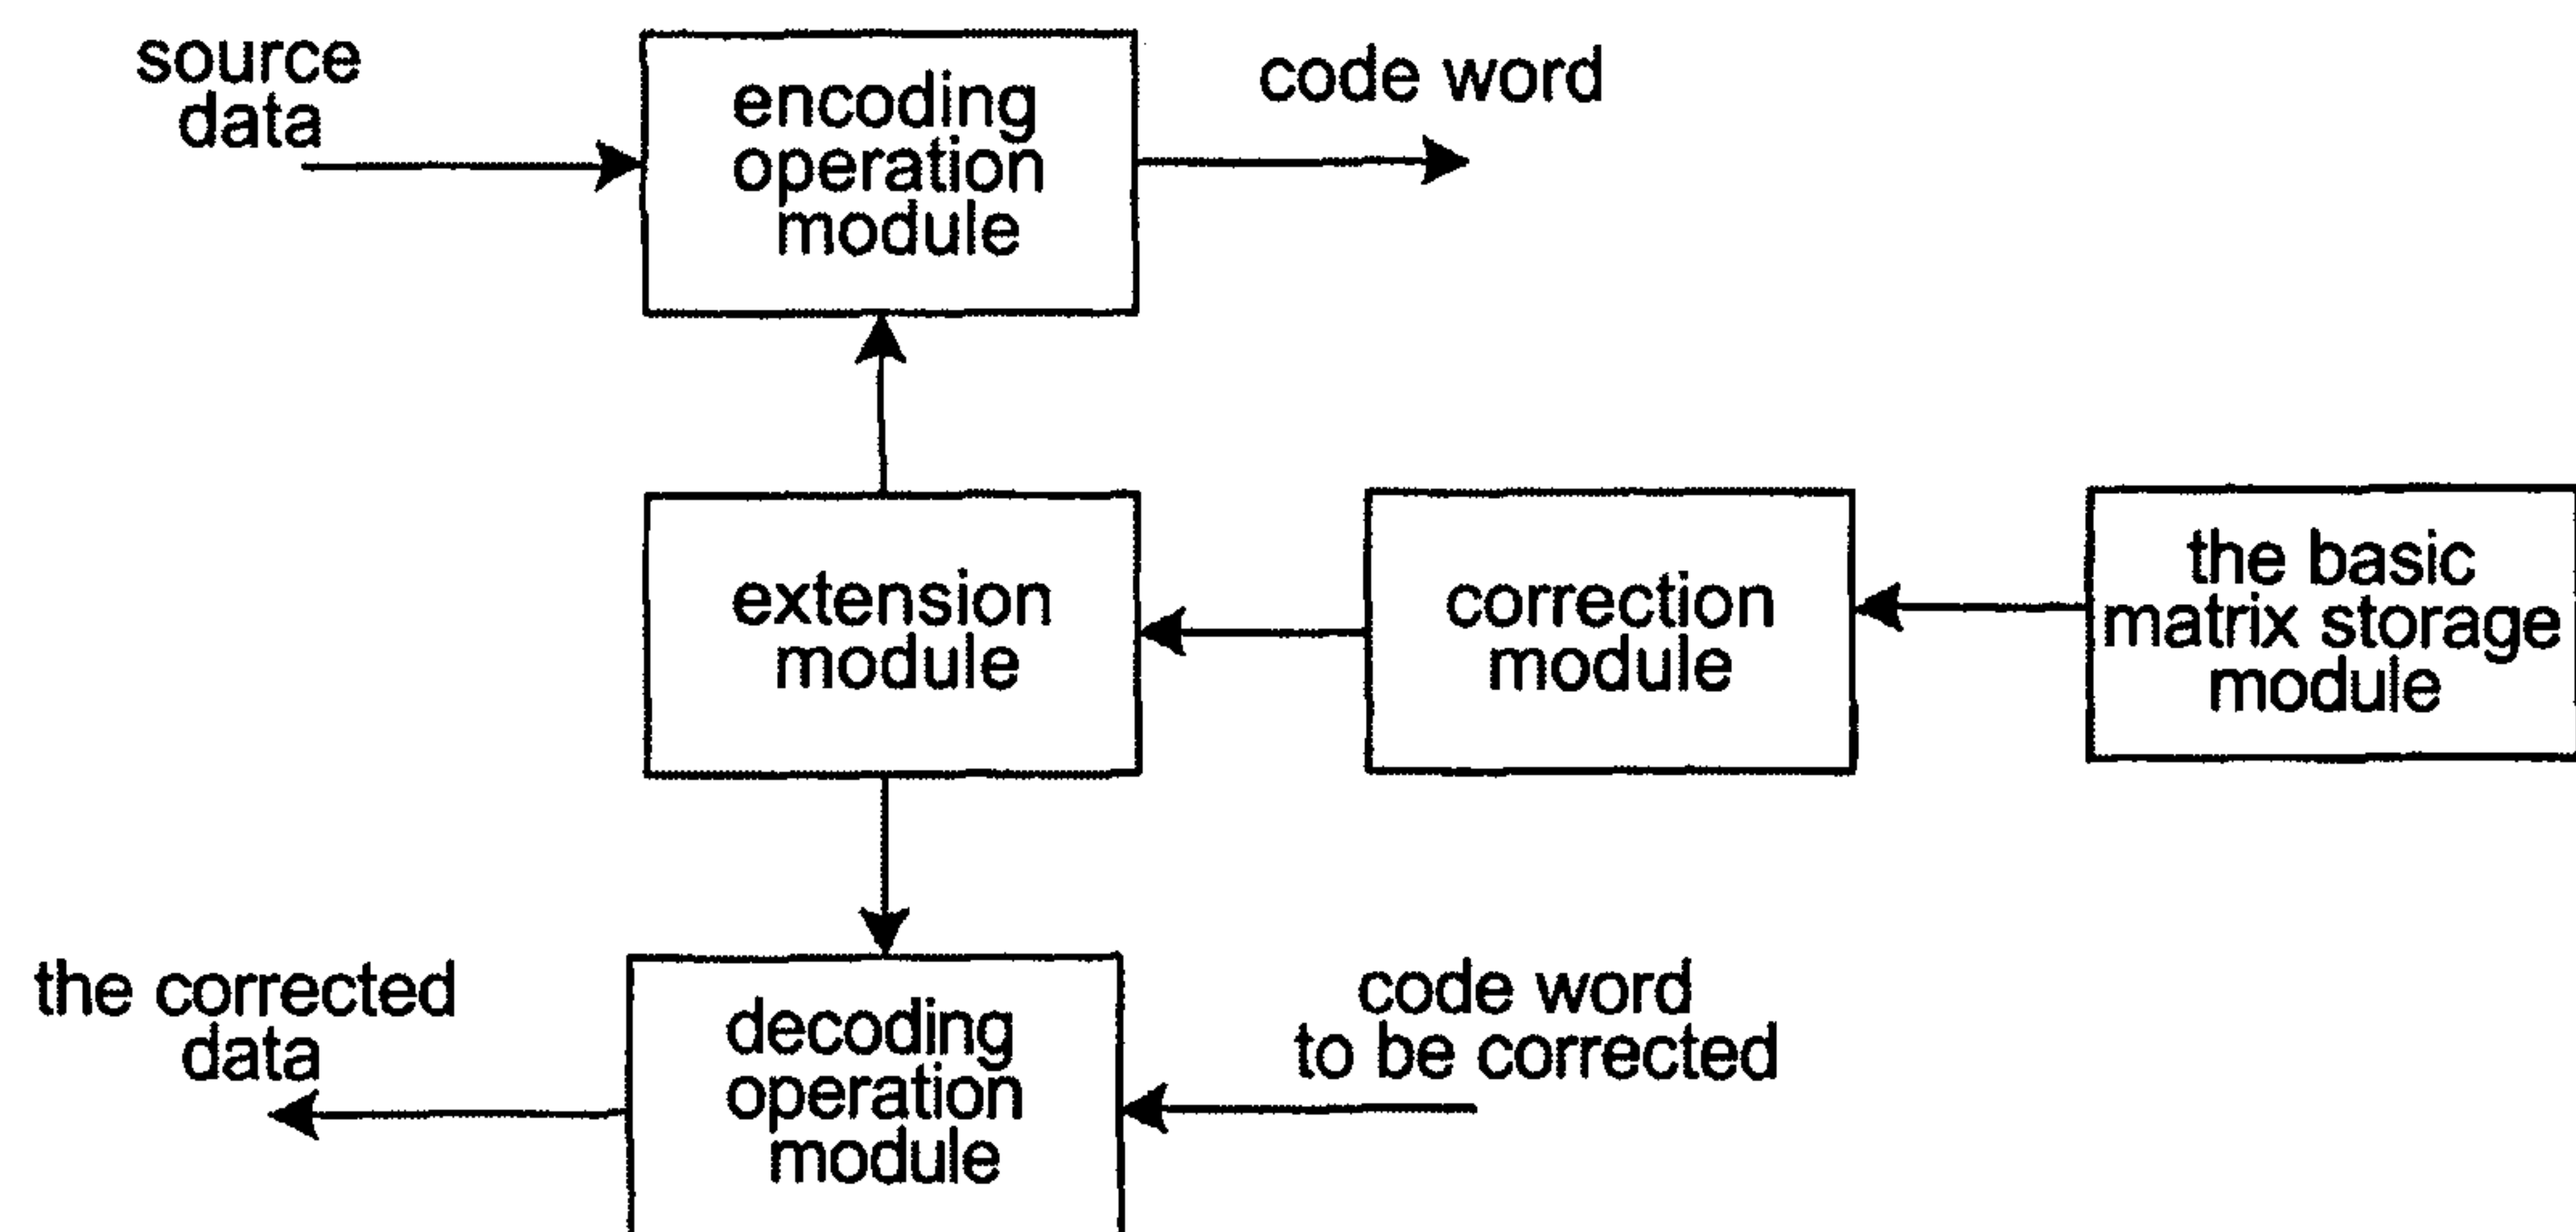 source
data
encoding
operation
module
code word
extension
module
correction
module
the basic
matrix storage
module
the corrected
data
decoding
operation
module
code word
to be corrected